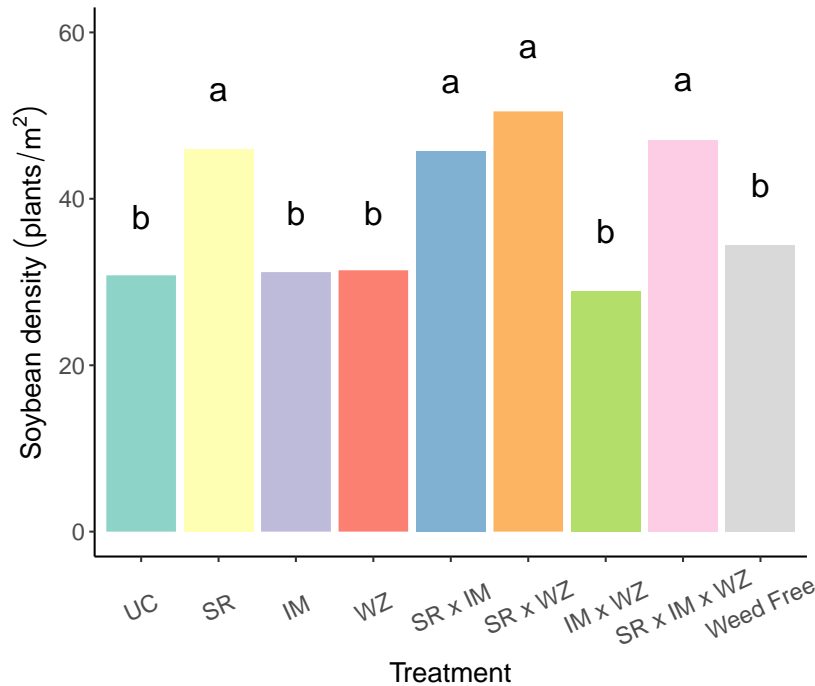 Soybean density (plants/m²)
60
40
20
0
b
a
b
b
a
a
b
a
b
UC
SR
IM
WZ
SR x IM
SR x WZ
IM x WZ
SR x IM x WZ
Weed Free
Treatment